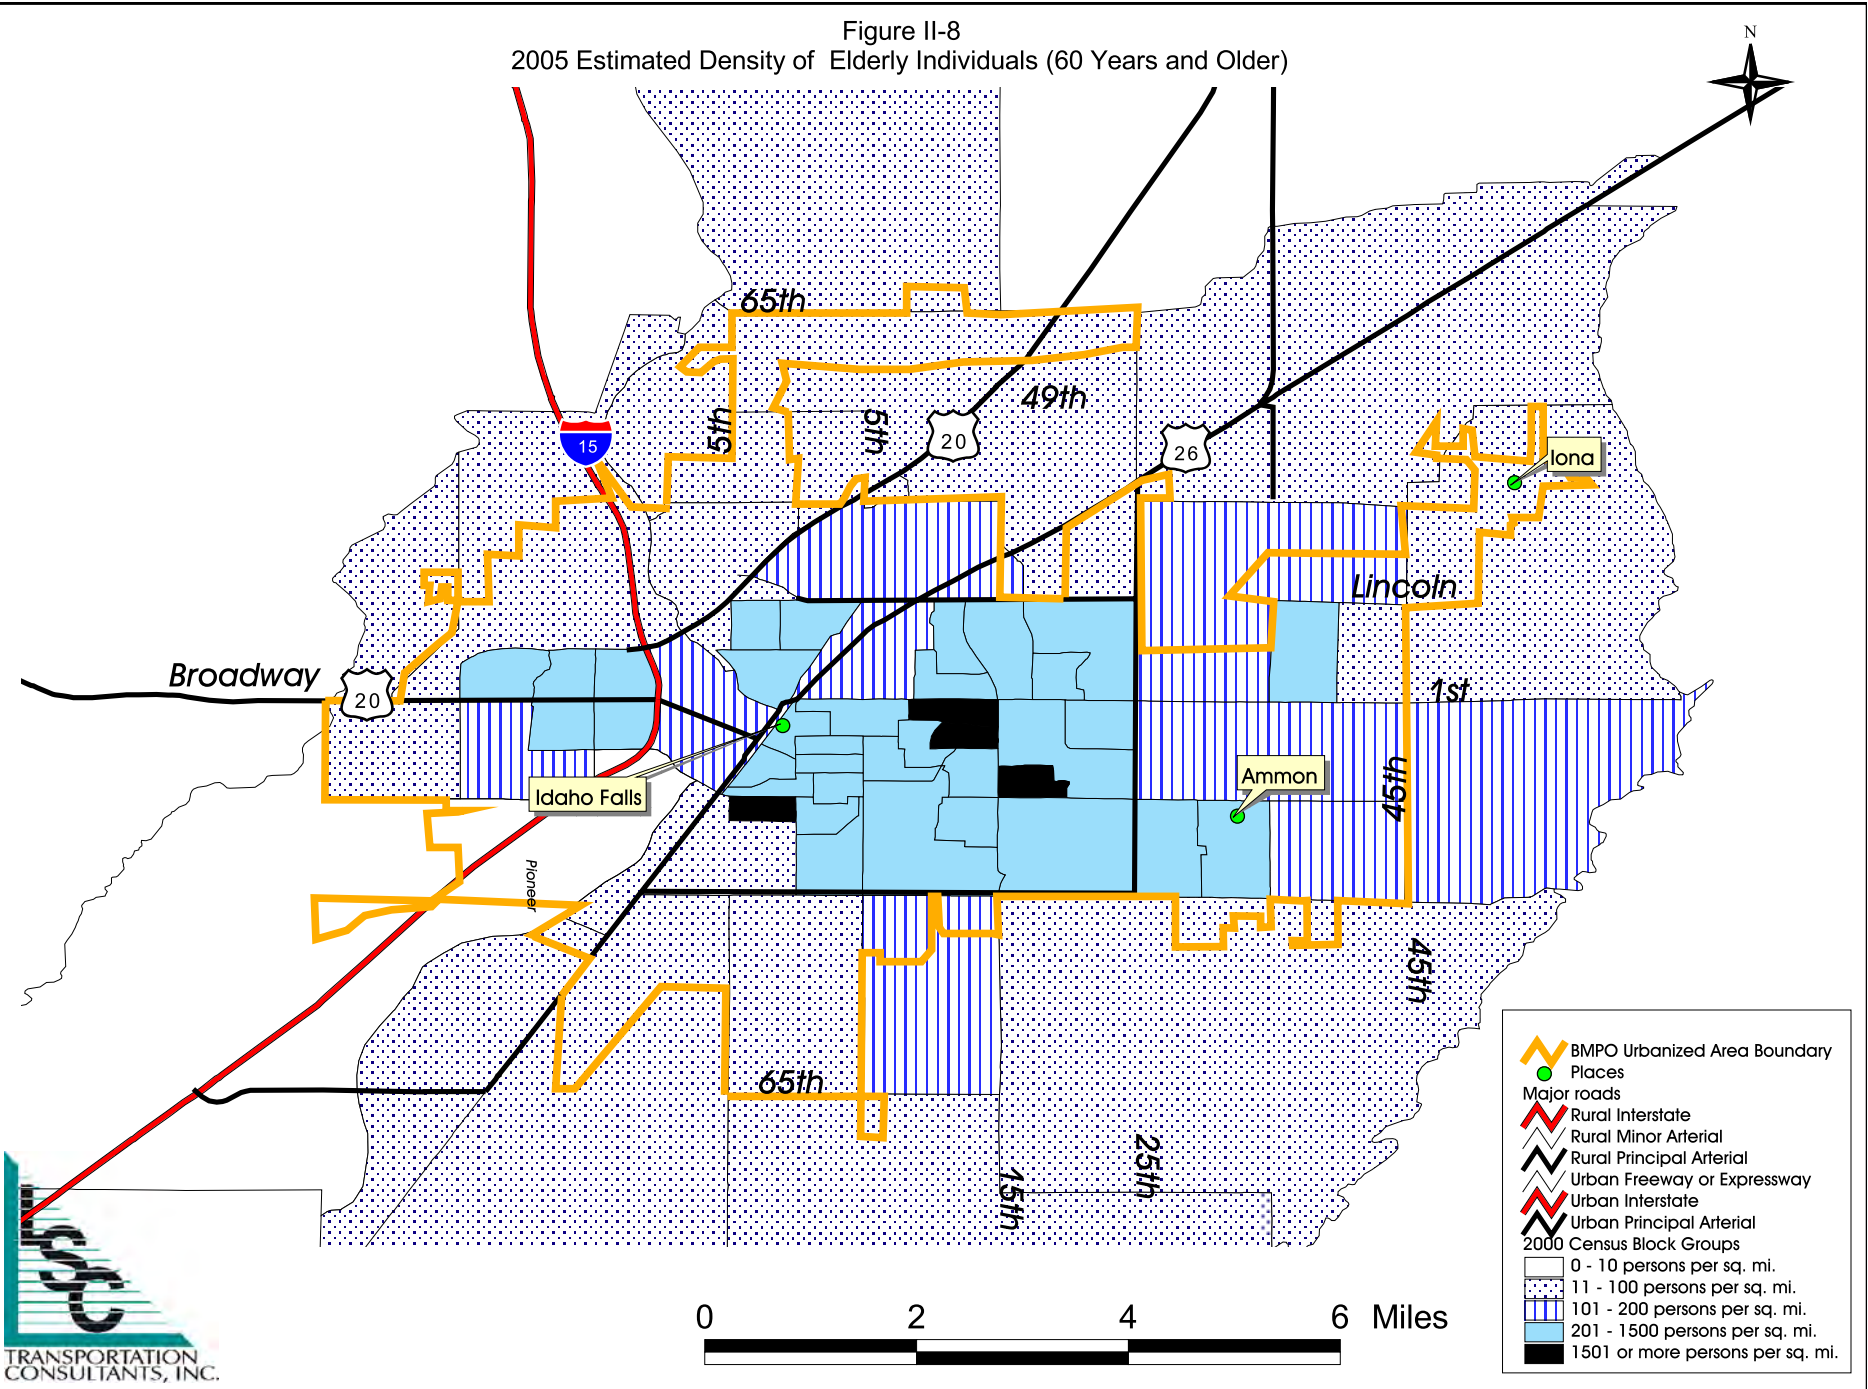 Figure II-8
2005 Estimated Density of Elderly Individuals (60 Years and Older)
N
65th
49th
5th
5th
15
20
26
Iona
Lincoln
Broadway
20
1st
Idaho Falls
Ammon
45th
Pioneer
45th
65th
25th
15th
BMPO Urbanized Area Boundary
Places
Major roads
Rural Interstate
Rural Minor Arterial
Rural Principal Arterial
Urban Freeway or Expressway
Urban Interstate
Urban Principal Arterial
2000 Census Block Groups
0 - 10 persons per sq. mi.
11 - 100 persons per sq. mi.
101 - 200 persons per sq. mi.
201 - 1500 persons per sq. mi.
1501 or more persons per sq. mi.
0 2 4 6 Miles
LSC
TRANSPORTATION
CONSULTANTS, INC.